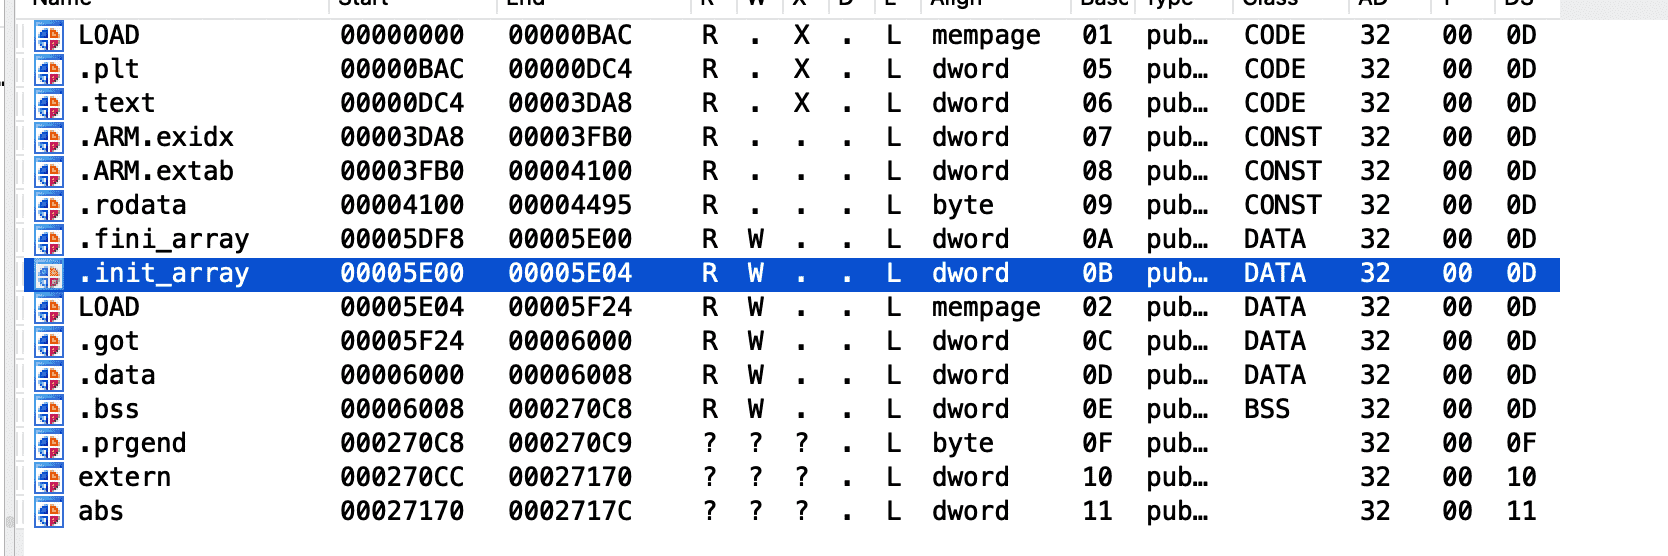 Name Start End R W X D L Align Base Type Class AD T DS
LOAD 00000000 00000BAC R . X . L mempage 01 pub… CODE 32 00 0D
.plt 00000BAC 00000DC4 R . X . L dword 05 pub… CODE 32 00 0D
.text 00000DC4 00003DA8 R . X . L dword 06 pub… CODE 32 00 0D
.ARM.exidx 00003DA8 00003FB0 R . . . L dword 07 pub… CONST 32 00 0D
.ARM.extab 00003FB0 00004100 R . . . L dword 08 pub… CONST 32 00 0D
.rodata 00004100 00004495 R . . . L byte 09 pub… CONST 32 00 0D
.fini_array 00005DF8 00005E00 R W . . L dword 0A pub… DATA 32 00 0D
.init_array 00005E00 00005E04 R W . . L dword 0B pub… DATA 32 00 0D
LOAD 00005E04 00005F24 R W . . L mempage 02 pub… DATA 32 00 0D
.got 00005F24 00006000 R W . . L dword 0C pub… DATA 32 00 0D
.data 00006000 00006008 R W . . L dword 0D pub… DATA 32 00 0D
.bss 00006008 000270C8 R W . . L dword 0E pub… BSS 32 00 0D
.prgend 000270C8 000270C9 ? ? ? . L byte 0F pub… 32 00 0F
extern 000270CC 00027170 ? ? ? . L dword 10 pub… 32 00 10
abs 00027170 0002717C ? ? ? . L dword 11 pub… 32 00 11